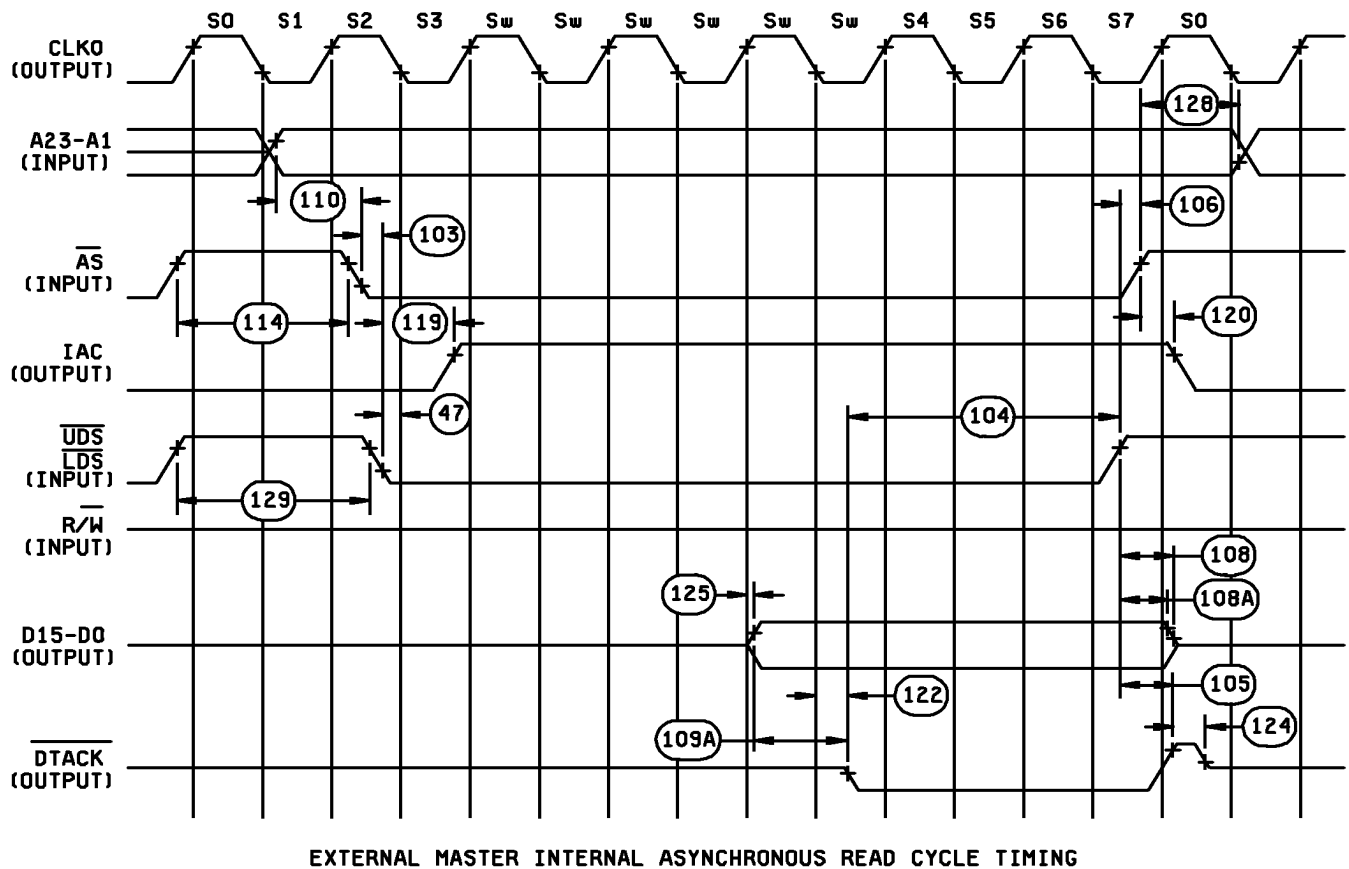 S0 S1 S2 S3 Sw Sw Sw Sw Sw Sw S4 S5 S6 S7 S0
CLKO
(OUTPUT)
128
A23-A1
(INPUT)
110
106
103
AS
(INPUT)
114
119
120
IAC
(OUTPUT)
47
104
UDS
LDS
(INPUT)
129
R/W
(INPUT)
108
125
108A
D15-D0
(OUTPUT)
122
105
109A
124
DTACK
(OUTPUT)
EXTERNAL MASTER INTERNAL ASYNCHRONOUS READ CYCLE TIMING